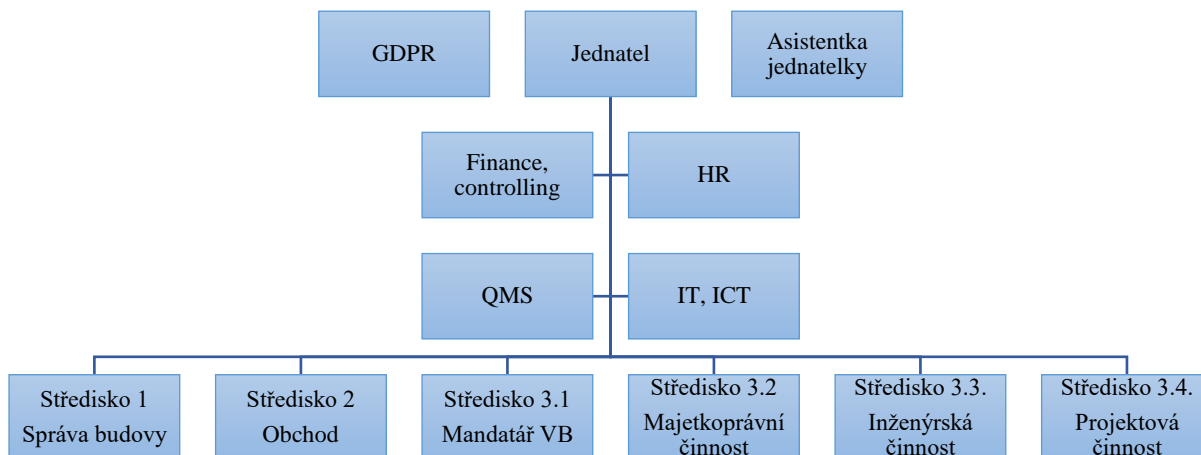 GDPR
Jednatel
Asistentka
jednatelky
Finance,
controlling
HR
QMS
IT, ICT
Středisko 1
Správa budovy
Středisko 2
Obchod
Středisko 3.1
Mandatář VB
Středisko 3.2
Majetkoprávní
činnost
Středisko 3.3.
Inženýrská
činnost
Středisko 3.4.
Projektová
činnost